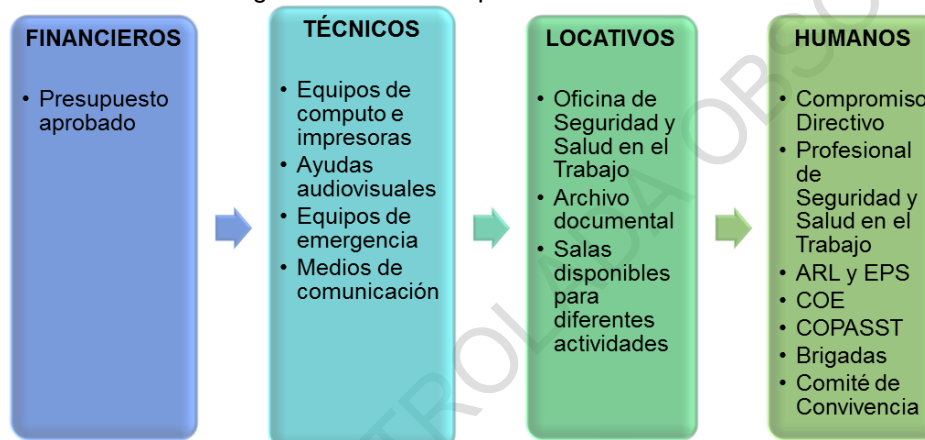 FINANCIEROS
• Presupuesto
aprobado
TÉCNICOS
• Equipos de
computo e
impresoras
• Ayudas
audiovisuales
• Equipos de
emergencia
• Medios de
comunicación
LOCATIVOS
• Oficina de
Seguridad y
Salud en el
Trabajo
• Archivo
documental
• Salas
disponibles
para
diferentes
actividades
HUMANOS
• Compromiso
Directivo
• Profesional
de
Seguridad y
Salud en el
Trabajo
• ARL y EPS
• COE
• COPASST
• Brigadas
• Comité de
Convivencia